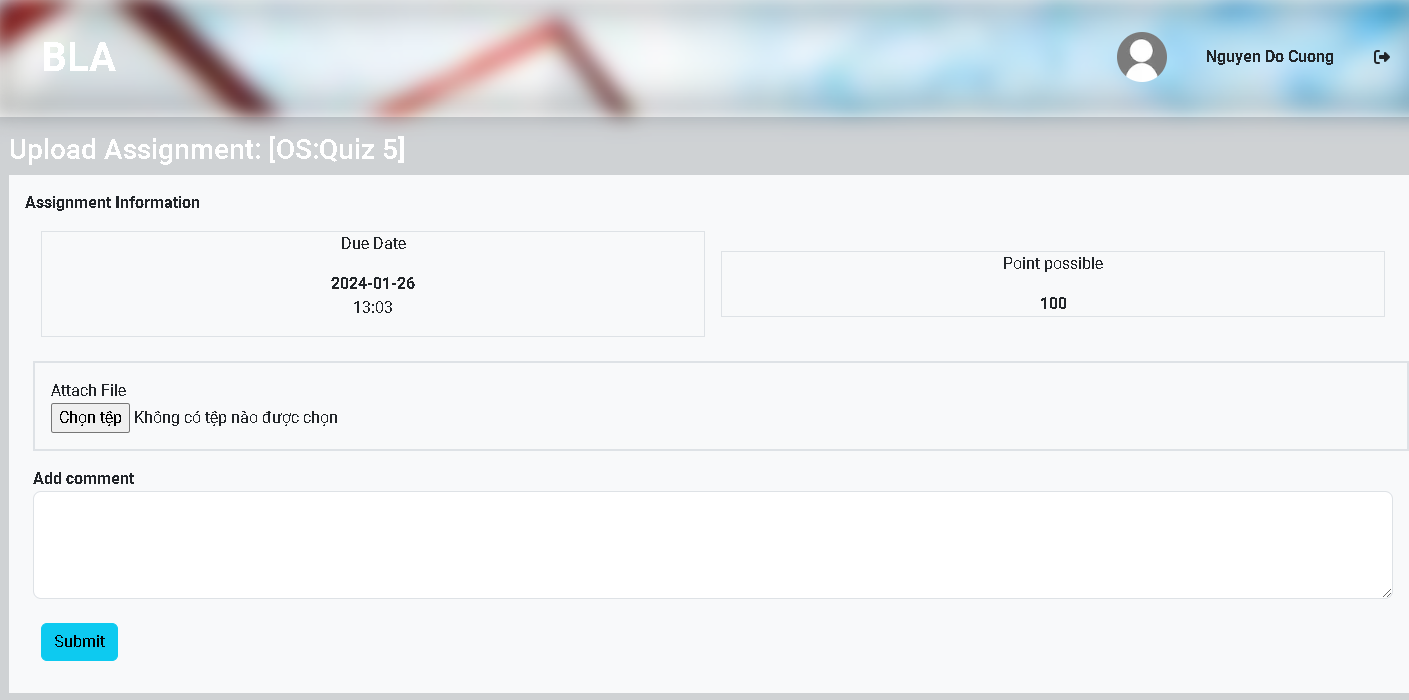 BLA
Nguyen Do Cuong
Upload Assignment: [OS:Quiz 5]
Assignment Information
Due Date
2024-01-26
13:03
Point possible
100
Attach File
Chọn tệp Không có tệp nào được chọn
Add comment
Submit